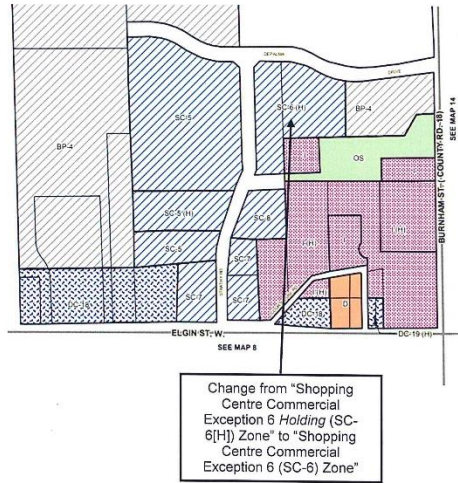 DEPALMA
DRIVE
SC-5
SC-6 (H)
BP-4
BP-4
OS
SC-5 (H)
SC-6
I(H)
I
I(H)
SC-5
SC-7
SC-7
SC-7
I(H)
D
DC-18
DC-18
DC-19 (H)
ELGIN ST. W.
SEE MAP 8
BURNHAM ST. (COUNTY RD. 18)
SEE MAP 14
Change from “Shopping
Centre Commercial
Exception 6 Holding (SC-
6[H]) Zone” to “Shopping
Centre Commercial
Exception 6 (SC-6) Zone”